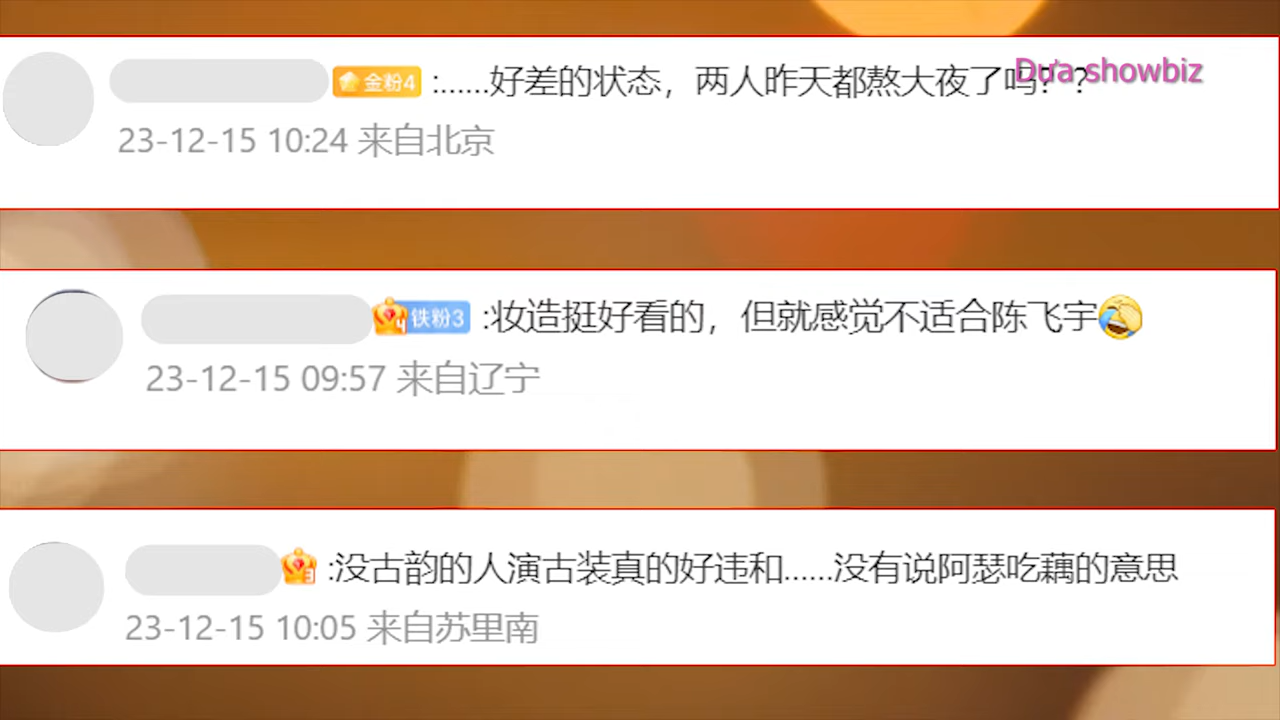 金粉4 :......好差的状态，两人昨天都熬大夜了吗？？
Dưa showbiz
23-12-15 10:24 来自北京
4 铁粉3 :妆造挺好看的，但就感觉不适合陈飞宇
23-12-15 09:57 来自辽宁
:没古韵的人演古装真的好违和......没有说阿瑟吃藕的意思
23-12-15 10:05 来自苏里南